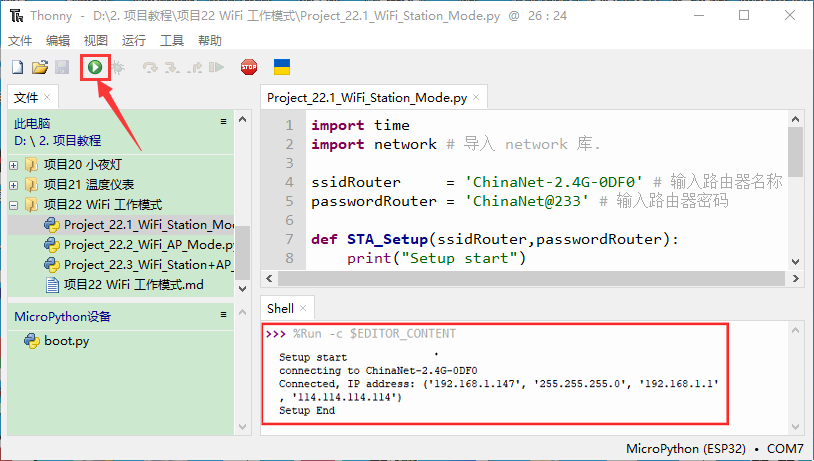 Thonny - D:\2. 项目教程\项目22 WiFi 工作模式\Project_22.1_WiFi_Station_Mode.py @ 26 : 24
文件 编辑 视图 运行 工具 帮助
STOP
文件 ×
Project_22.1_WiFi_Station_Mode.py ×
此电脑
D: \ 2. 项目教程
项目20 小夜灯
项目21 温度仪表
项目22 WiFi 工作模式
Project_22.1_WiFi_Station_Mo
Project_22.2_WiFi_AP_Mode.py
Project_22.3_WiFi_Station+AP_
项目22 WiFi 工作模式.md
MicroPython设备
boot.py
1 import time
2 import network # 导入 network 库.
3
4 ssidRouter     = 'ChinaNet-2.4G-0DF0' # 输入路由器名称
5 passwordRouter = 'ChinaNet@233' # 输入路由器密码
6
7 def STA_Setup(ssidRouter,passwordRouter):
8     print("Setup start")
Shell ×
>>> %Run -c $EDITOR_CONTENT
Setup start
connecting to ChinaNet-2.4G-0DF0
Connected, IP address: ('192.168.1.147', '255.255.255.0', '192.168.1.1'
, '114.114.114.114')
Setup End
MicroPython (ESP32) • COM7